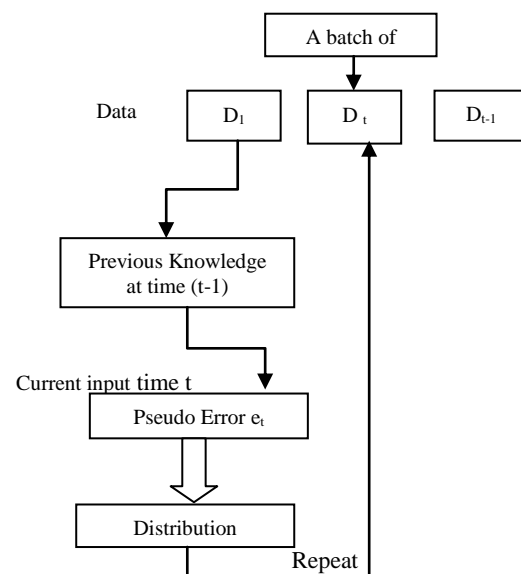 A batch of
Data
D1
D t
Dt-1
Previous Knowledge
at time (t-1)
Current input time t
Pseudo Error et
Distribution
Repeat